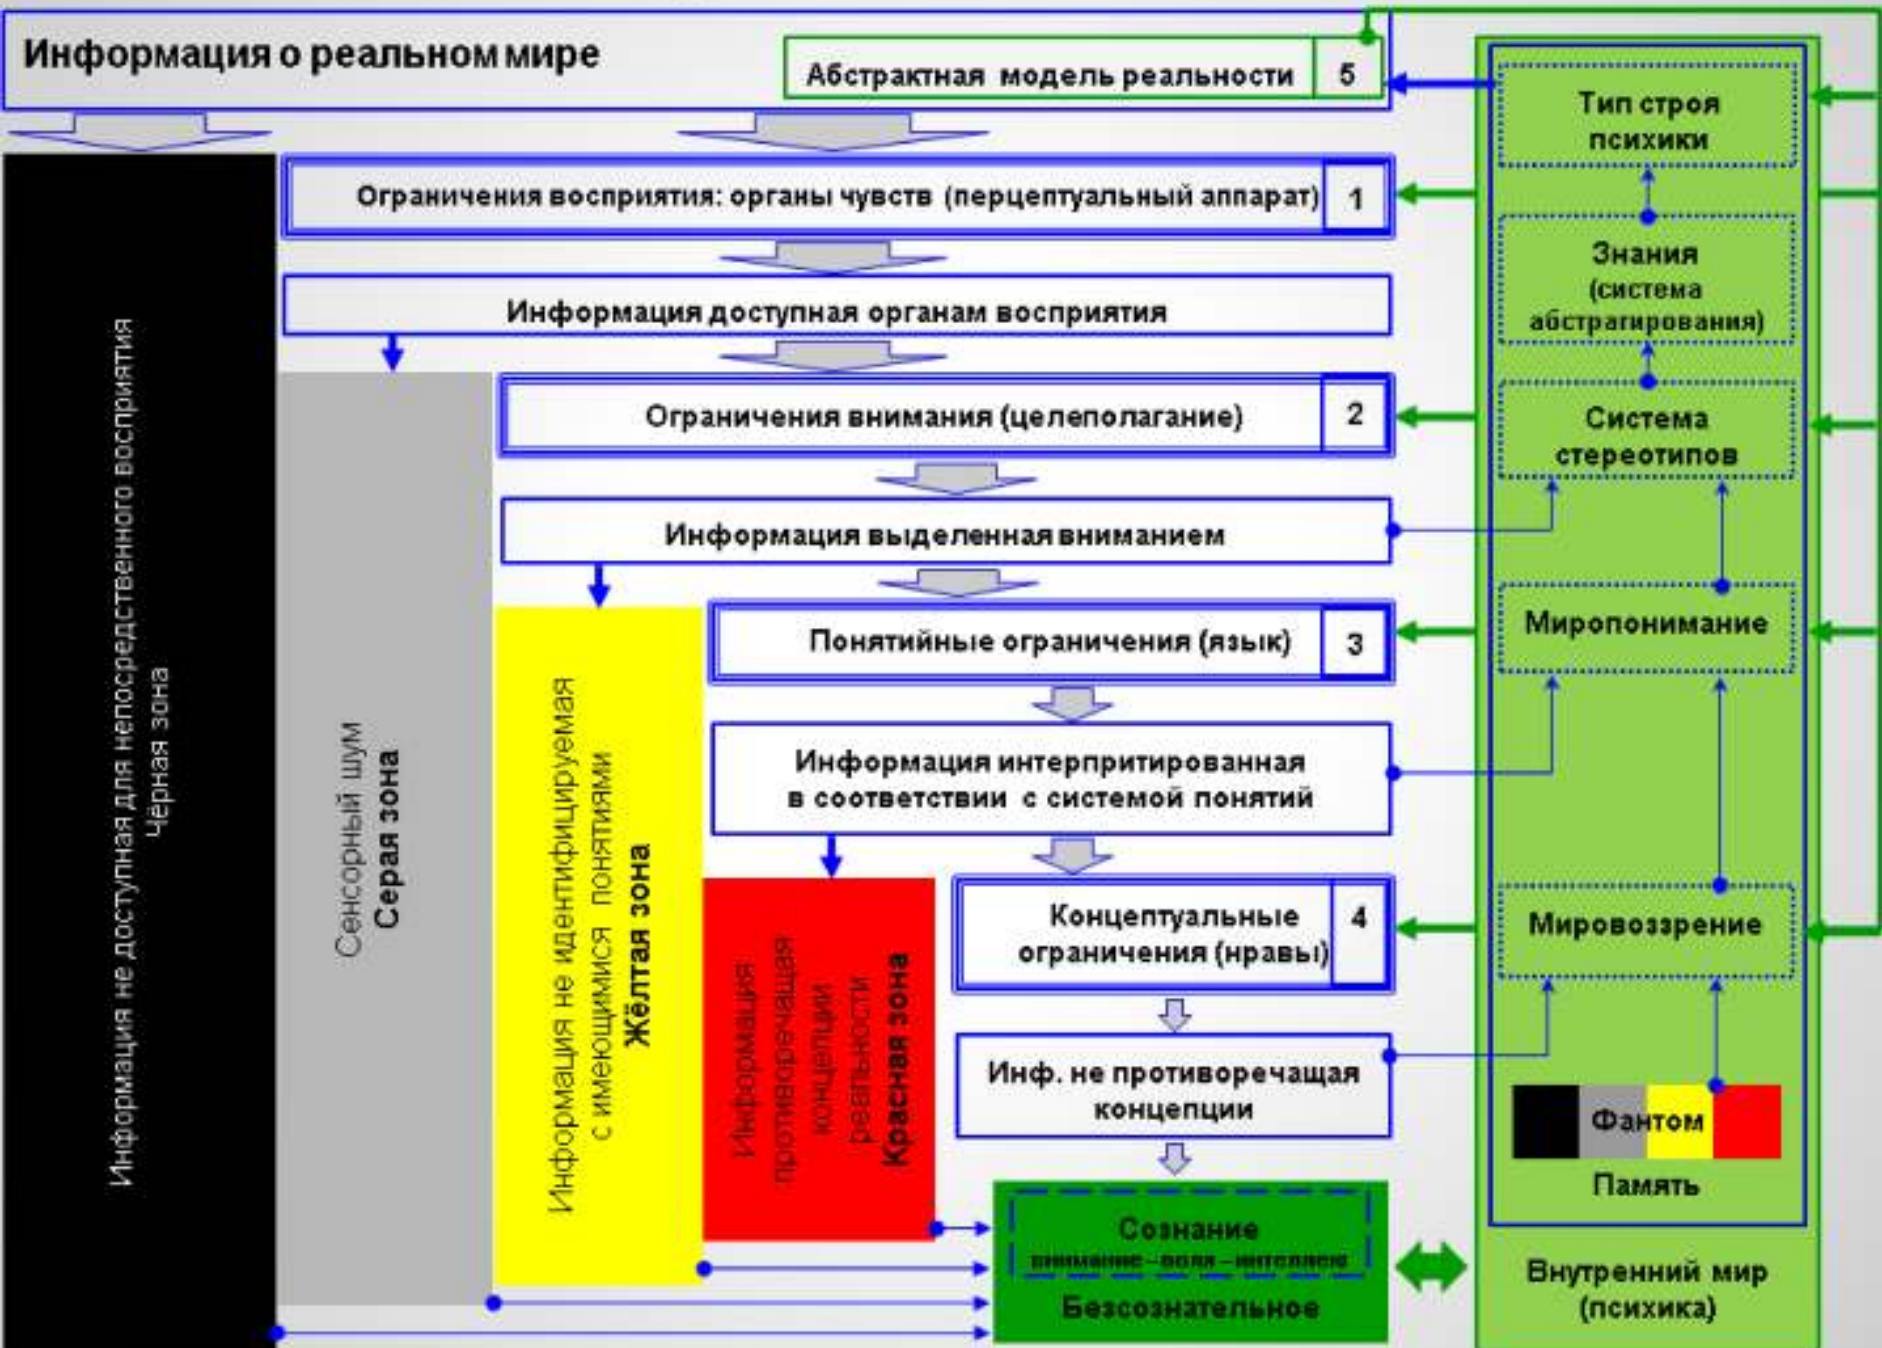 Информация о реальном мире
Абстрактная модель реальности 5
Ограничения восприятия: органы чувств (перцептуальный аппарат) 1
Информация доступная органам восприятия
Ограничения внимания (целеполагание) 2
Информация выделенная вниманием
Понятийные ограничения (язык) 3
Информация интерпритированная
в соответствии с системой понятий
Концептуальные 4
ограничения (нравы)
Инф. не противоречащая
концепции
Сознание
внимание – воля – интеллект
Безсознательное
Информация не доступная для непосредственного восприятия
Чёрная зона
Сенсорный шум
Серая зона
Информация не идентифицируемая
с имеющимися понятиями
Жёлтая зона
Информация
противоречащая
концепции
реальности
Красная зона
Тип строя
психики
Знания
(система
абстрагирования)
Система
стереотипов
Миропонимание
Мировоззрение
Фантом
Память
Внутренний мир
(психика)